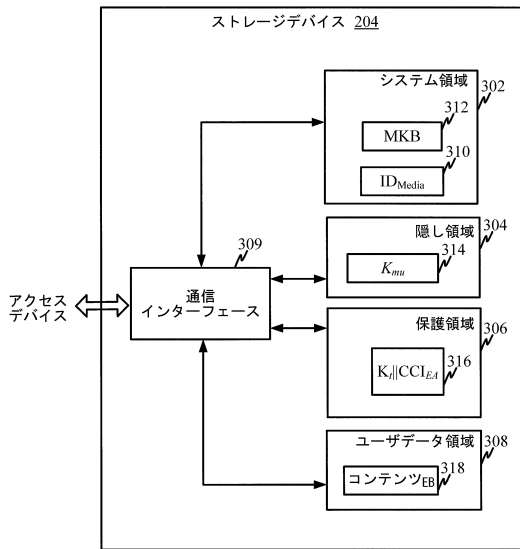 ストレージデバイス 204
システム領域
302
312
MKB
310
IDMedia
隠し領域
304
314
Kmu
309
通信
インターフェース
アクセス
デバイス
保護領域
306
Kt||CCIEA
316
ユーザデータ領域
308
コンテンツEB
318